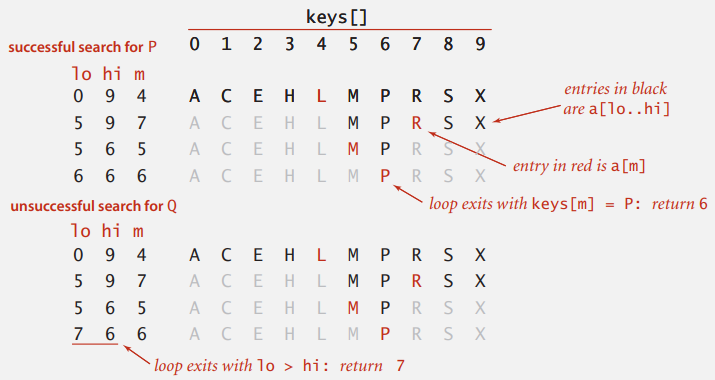 keys[]
successful search for P 0 1 2 3 4 5 6 7 8 9
lo hi m
0 9 4 A C E H L M P R S X
entries in black
are a[lo..hi]
5 9 7 A C E H L M P R S X
5 6 5 A C E H L M P R S X
entry in red is a[m]
6 6 6 A C E H L M P R S X
loop exits with keys[m] = P: return 6
unsuccessful search for Q
lo hi m
0 9 4 A C E H L M P R S X
5 9 7 A C E H L M P R S X
5 6 5 A C E H L M P R S X
7 6 6 A C E H L M P R S X
loop exits with lo > hi: return 7